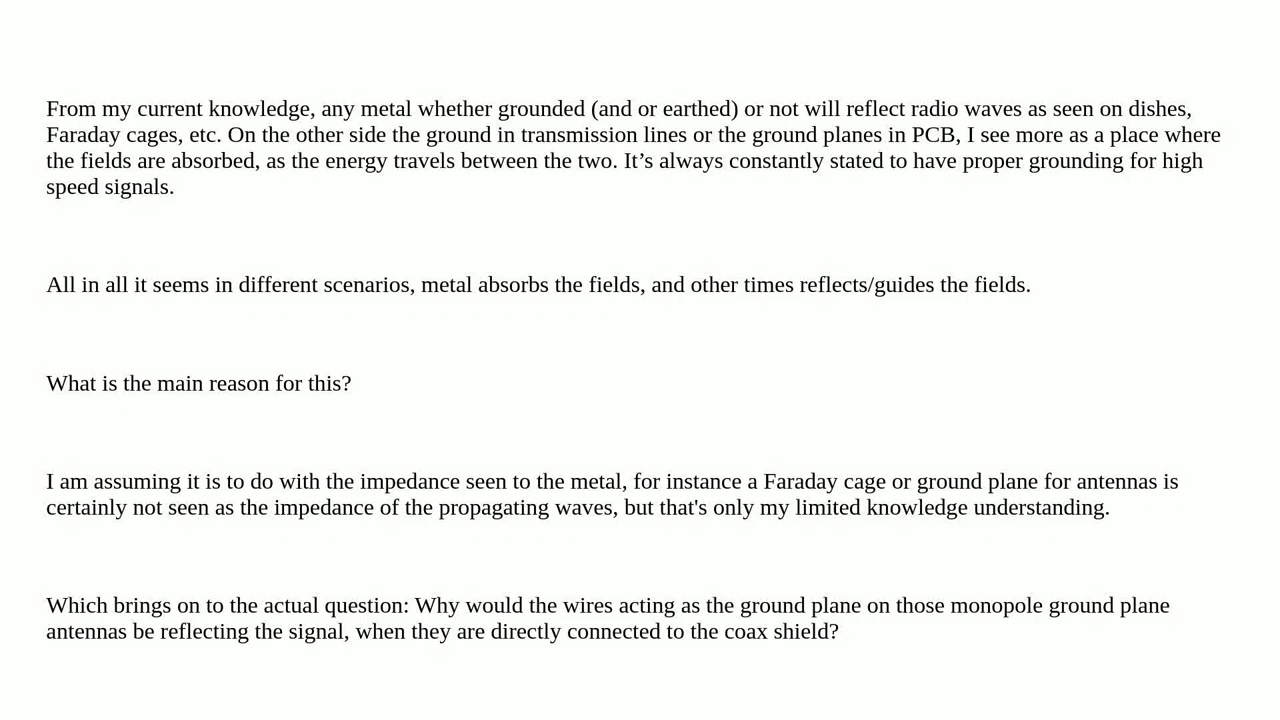 From my current knowledge, any metal whether grounded (and or earthed) or not will reflect radio waves as seen on dishes,
Faraday cages, etc. On the other side the ground in transmission lines or the ground planes in PCB, I see more as a place where
the fields are absorbed, as the energy travels between the two. It’s always constantly stated to have proper grounding for high
speed signals.
All in all it seems in different scenarios, metal absorbs the fields, and other times reflects/guides the fields.
What is the main reason for this?
I am assuming it is to do with the impedance seen to the metal, for instance a Faraday cage or ground plane for antennas is
certainly not seen as the impedance of the propagating waves, but that's only my limited knowledge understanding.
Which brings on to the actual question: Why would the wires acting as the ground plane on those monopole ground plane
antennas be reflecting the signal, when they are directly connected to the coax shield?